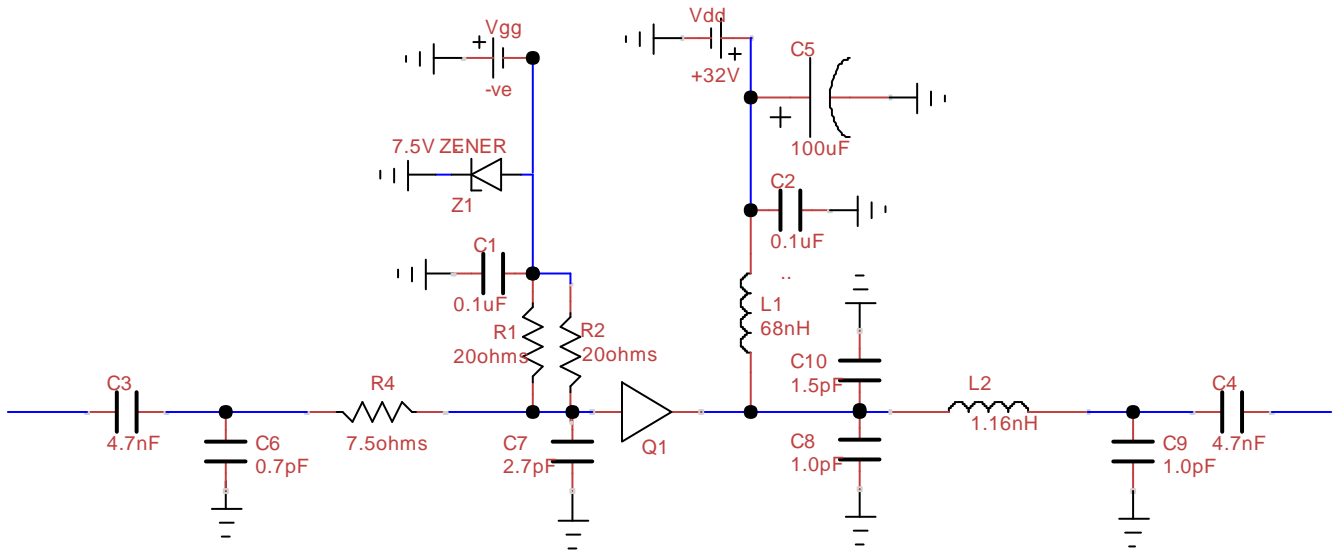 Vgg
-ve
Vdd
+32V
C5
100uF
7.5V ZENER
Z1
C2
0.1uF
C1
0.1uF
R1
20ohms
R2
20ohms
L1
68nH
C10
1.5pF
C3
4.7nF
R4
7.5ohms
L2
1.16nH
C4
4.7nF
C6
0.7pF
C7
2.7pF
Q1
C8
1.0pF
C9
1.0pF